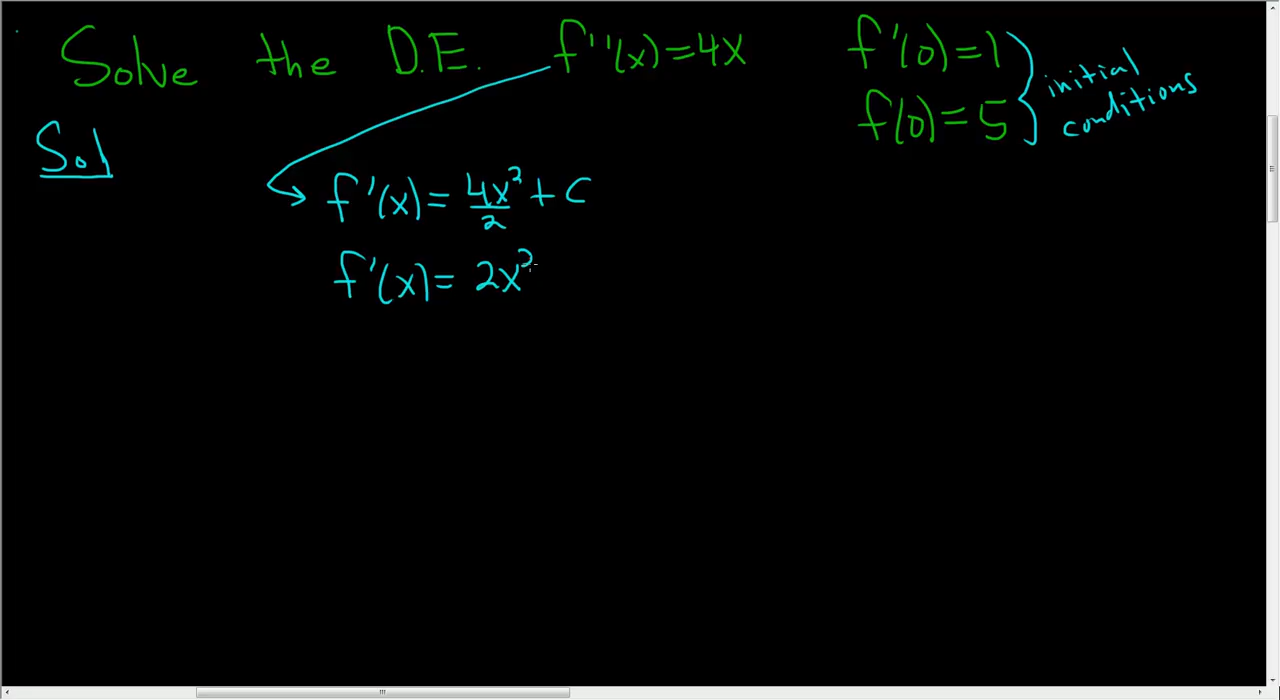 Solve the D.E. f''(x) = 4x f'(0) = 1
f(0) = 5
initial
conditions
Sol
f'(x) = 4x²/2 + C
f'(x) = 2x²